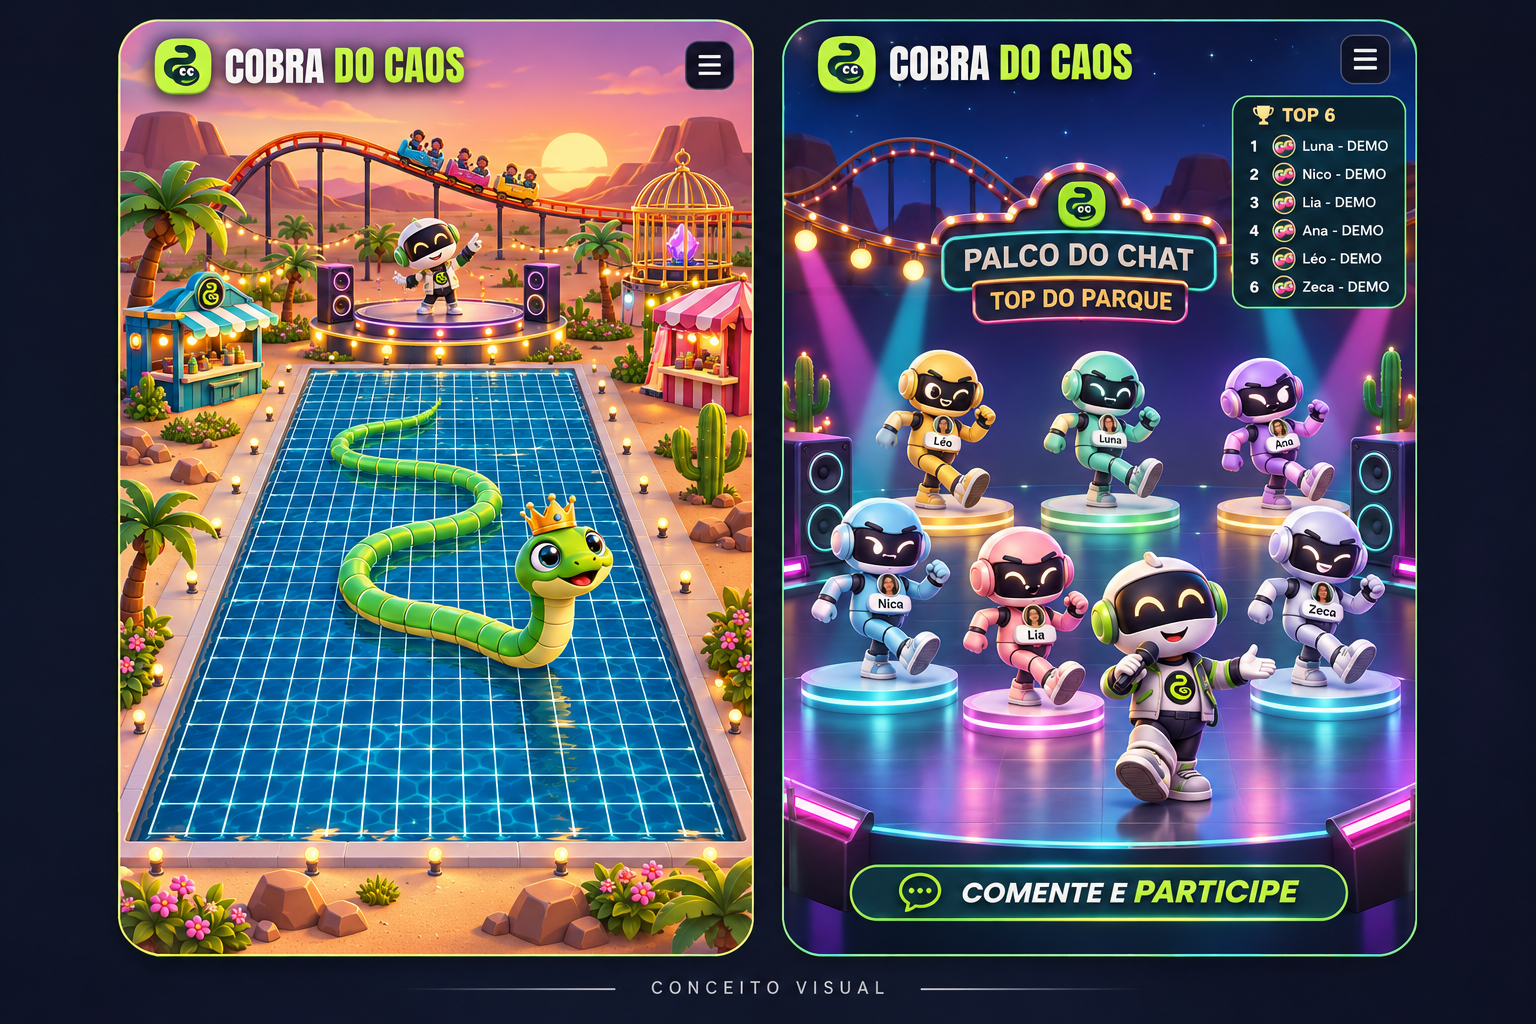 COBRA DO CAOS
COBRA DO CAOS
TOP 6
1 Luna - DEMO
2 Nico - DEMO
3 Lia - DEMO
4 Ana - DEMO
5 Léo - DEMO
6 Zeca - DEMO
PALCO DO CHAT
TOP DO PARQUE
Léo
Luna
Ana
Nica
Lia
Zeca
COMENTE E PARTICIPE
CONCEITO VISUAL